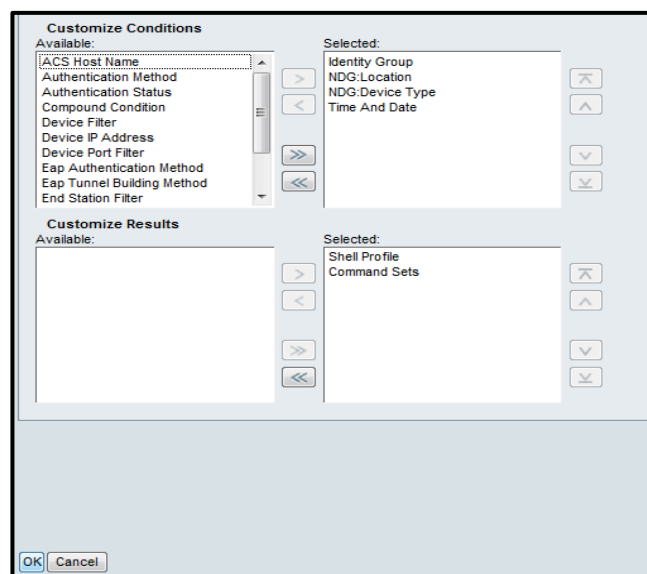 Customize Conditions
Available:
ACS Host Name
Authentication Method
Authentication Status
Compound Condition
Device Filter
Device IP Address
Device Port Filter
Eap Authentication Method
Eap Tunnel Building Method
End Station Filter
Selected:
Identity Group
NDG:Location
NDG:Device Type
Time And Date
Customize Results
Available:
Selected:
Shell Profile
Command Sets
OK
Cancel